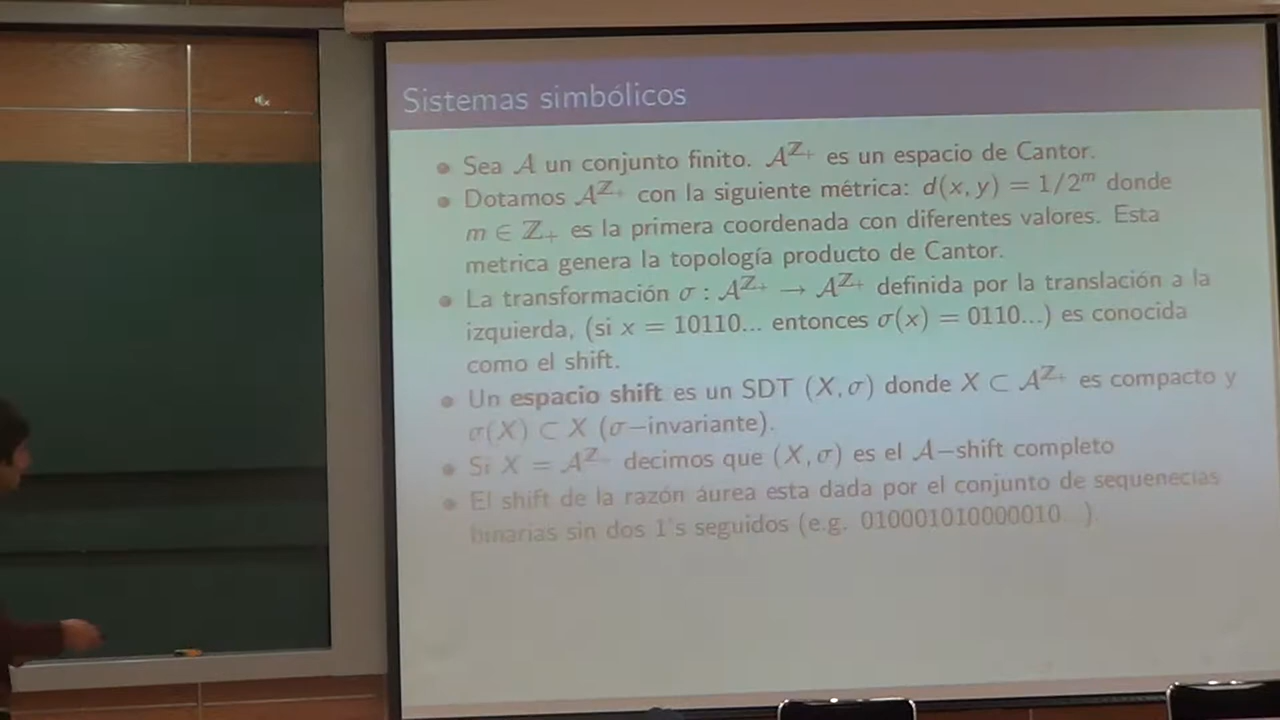 Sistemas simbólicos
Sea 𝒜 un conjunto finito. 𝒜^ℤ₊ es un espacio de Cantor.
Dotamos 𝒜^ℤ₊ con la siguiente métrica: d(x, y) = 1/2^m donde
m ∈ ℤ₊ es la primera coordenada con diferentes valores. Esta
metrica genera la topología producto de Cantor.
La transformación σ : 𝒜^ℤ₊ → 𝒜^ℤ₊ definida por la translación a la
izquierda, (si x = 10110... entonces σ(x) = 0110...) es conocida
como el shift.
Un espacio shift es un SDT (X, σ) donde X ⊂ 𝒜^ℤ₊ es compacto y
σ(X) ⊂ X (σ−invariante).
Si X = 𝒜^ℤ₊ decimos que (X, σ) es el 𝒜−shift completo
El shift de la razón áurea esta dada por el conjunto de sequenecias
binarias sin dos 1's seguidos (e.g. 010001010000010...)